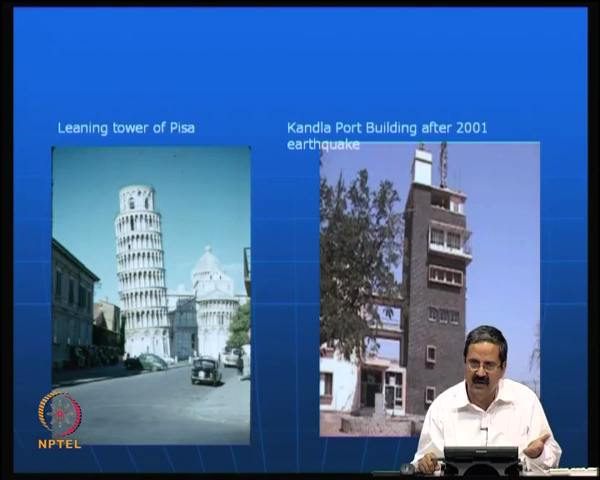 Leaning tower of Pisa
Kandla Port Building after 2001
earthquake
NPTEL